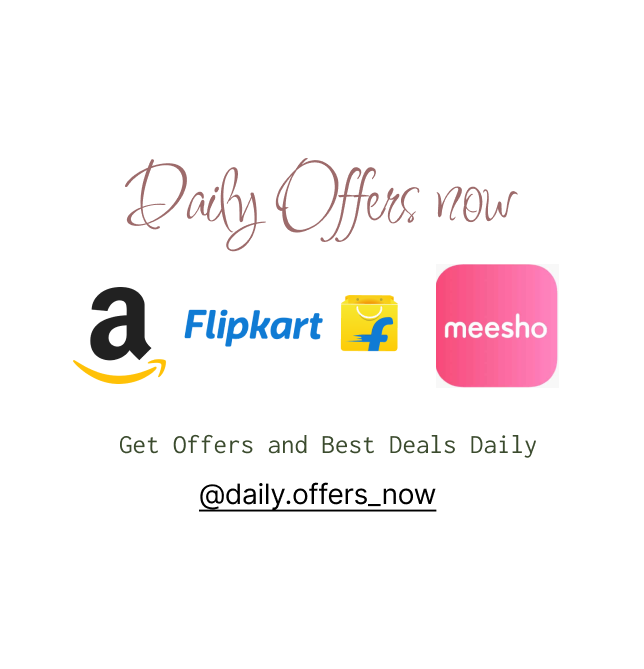 Daily Offers now
a Flipkart f meesho
Get Offers and Best Deals Daily
@daily.offers_now